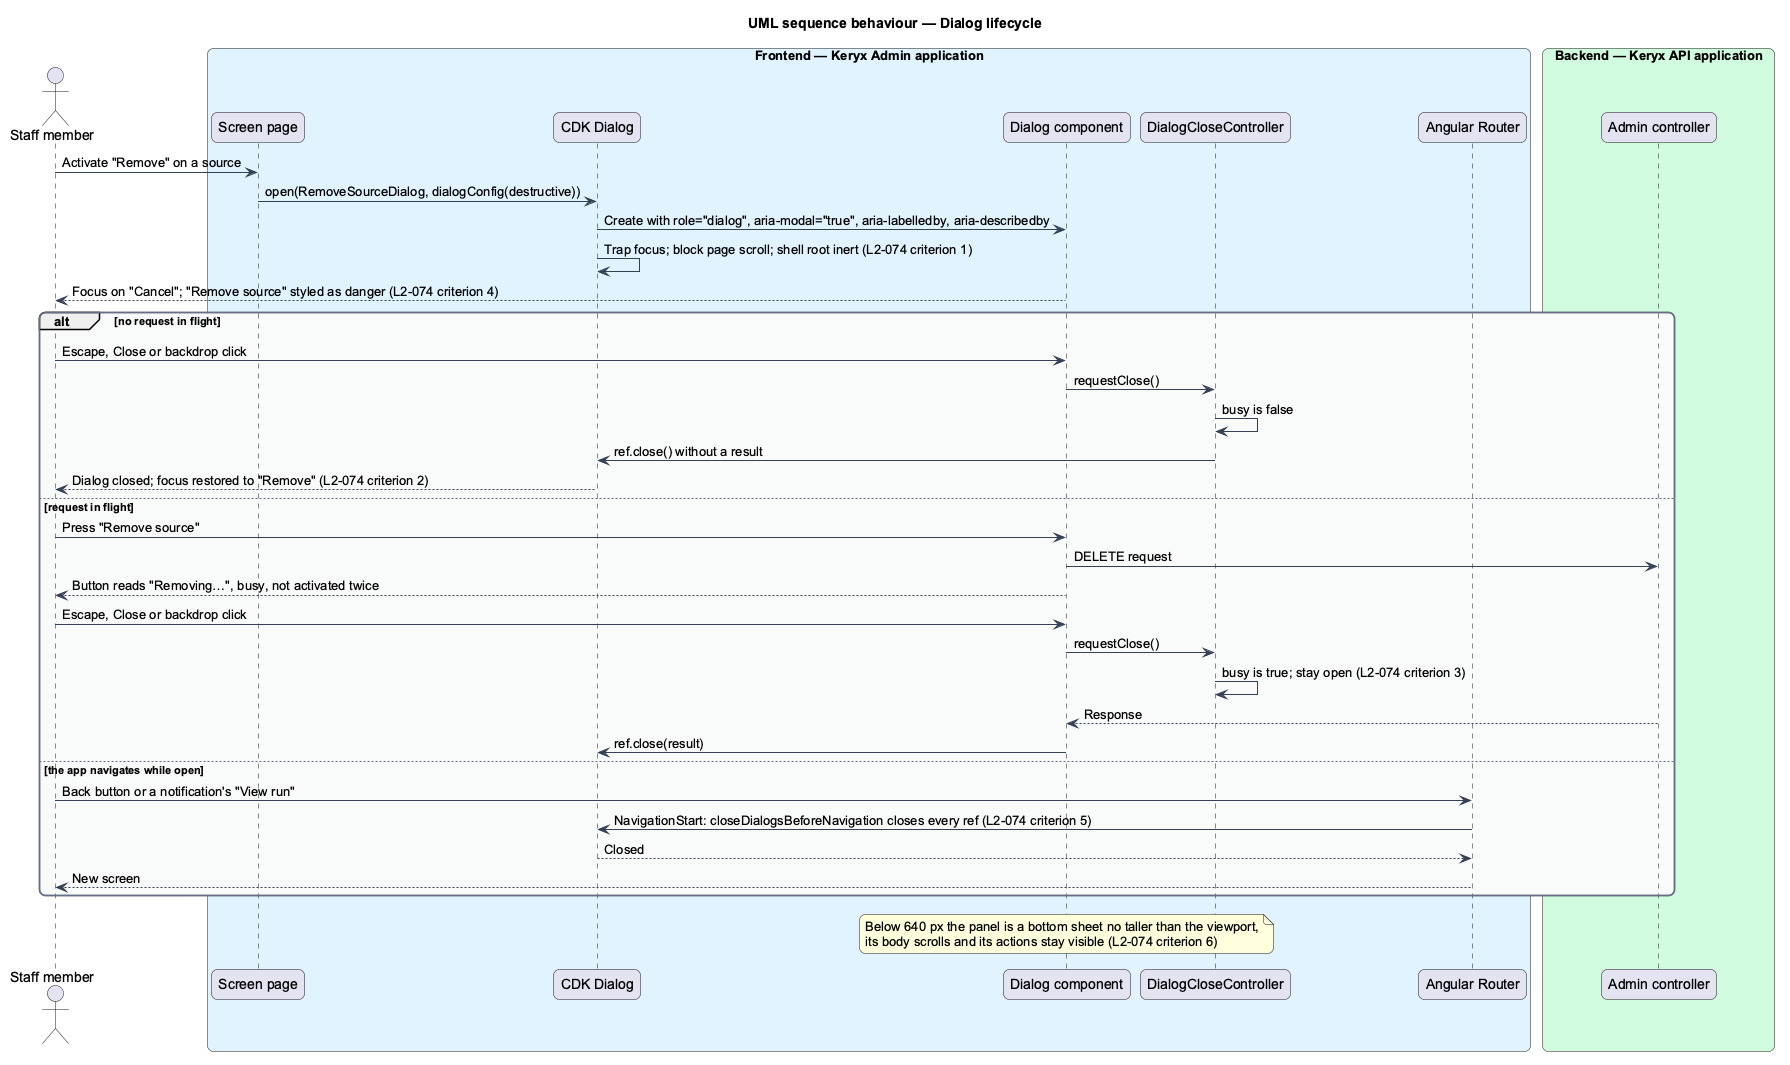 UML sequence behaviour — Dialog lifecycle
Frontend — Keryx Admin application
Backend — Keryx API application
Staff member
Screen page
CDK Dialog
Dialog component
DialogCloseController
Angular Router
Admin controller
Activate "Remove" on a source
open(RemoveSourceDialog, dialogConfig(destructive))
Create with role="dialog", aria-modal="true", aria-labelledby, aria-describedby
Trap focus; block page scroll; shell root inert (L2-074 criterion 1)
Focus on "Cancel"; "Remove source" styled as danger (L2-074 criterion 4)
alt
[no request in flight]
Escape, Close or backdrop click
requestClose()
busy is false
ref.close() without a result
Dialog closed; focus restored to "Remove" (L2-074 criterion 2)
[request in flight]
Press "Remove source"
DELETE request
Button reads "Removing…", busy, not activated twice
Escape, Close or backdrop click
requestClose()
busy is true; stay open (L2-074 criterion 3)
Response
ref.close(result)
[the app navigates while open]
Back button or a notification's "View run"
NavigationStart: closeDialogsBeforeNavigation closes every ref (L2-074 criterion 5)
Closed
New screen
Below 640 px the panel is a bottom sheet no taller than the viewport,
its body scrolls and its actions stay visible (L2-074 criterion 6)
Staff member
Screen page
CDK Dialog
Dialog component
DialogCloseController
Angular Router
Admin controller